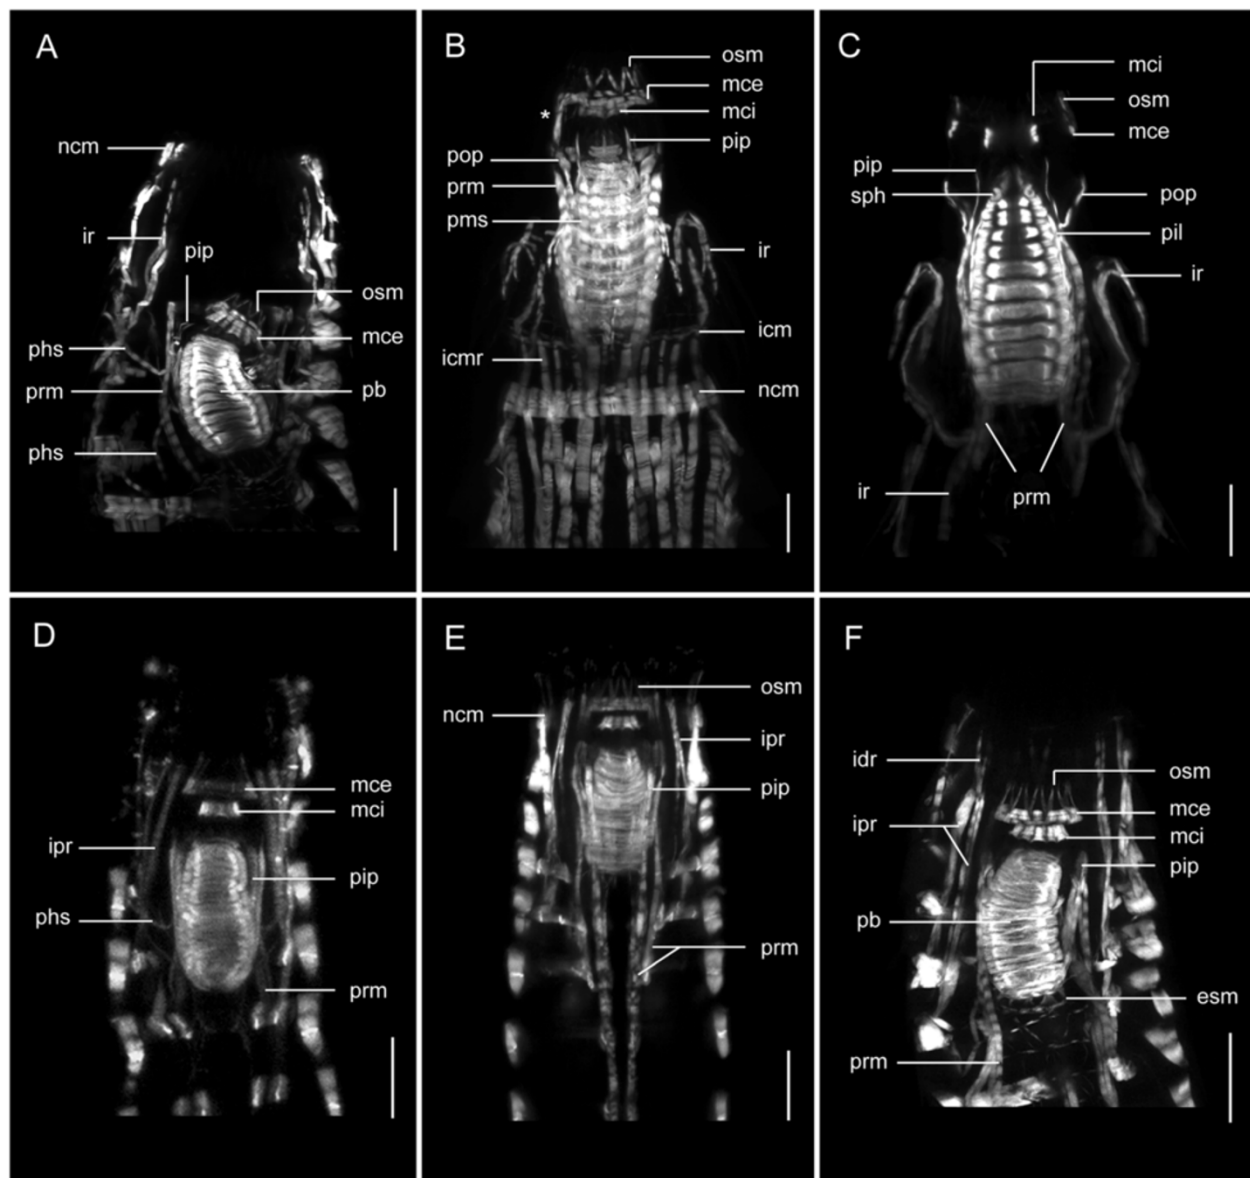 A
ncm
ir
pip
osm
mce
phs
prm
pb
phs
B
osm
mce
mci
*
pip
pop
prm
pms
ir
icm
icmr
ncm
C
mci
osm
mce
pip
sph
pop
pil
ir
ir
prm
D
mce
mci
ipr
pip
phs
prm
E
osm
ncm
ipr
pip
prm
F
idr
osm
mce
ipr
mci
pip
pb
esm
prm